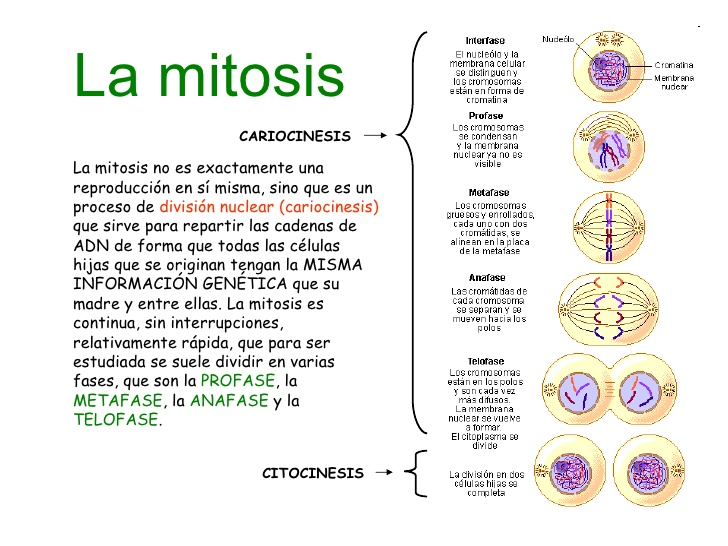 La mitosis
CARIOCINESIS
La mitosis no es exactamente una
reproducción en sí misma, sino que es un
proceso de división nuclear (cariocinesis)
que sirve para repartir las cadenas de
ADN de forma que todas las células
hijas que se originan tengan la MISMA
INFORMACIÓN GENÉTICA que su
madre y entre ellas. La mitosis es
continua, sin interrupciones,
relativamente rápida, que para ser
estudiada se suele dividir en varias
fases, que son la PROFASE, la
METAFASE, la ANAFASE y la
TELOFASE.
CITOCINESIS
Interfase
El nucleólo y la
membrana celular
se distinguen y
los cromosomas
están en forma de
cromatina
Nucleólo
Cromatina
Membrana
nuclear
Profase
Los cromosomas
se condensan
y la membrana
nuclear ya no es
visible
Metafase
Los cromosomas
gruesos y enrollados,
cada uno con dos
cromátidas, se
alinean en la placa
de la metafase
Anafase
Las cromátidas de
cada cromosoma
se separan y se
mueven hacia los
polos
Telofase
Los cromosomas
están en los polos
y son cada vez
más difusos.
La membrana
nuclear se vuelve
a formar.
El citoplasma se
divide
La división en dos
células hijas se
completa